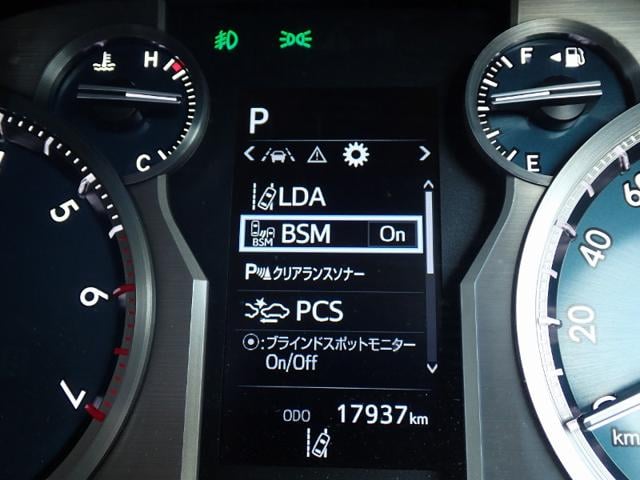 H
C
F
E
P
LDA
BSM BSM On
Pクリアランスソナー
PCS
:ブラインドスポットモニター
On/Off
ODO 17937 km
5
6
7
60
40
20
0
km/